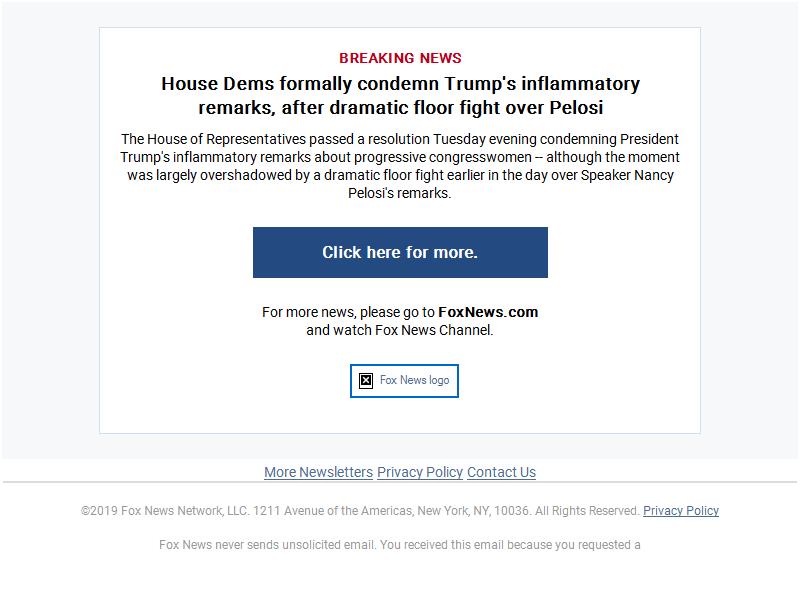 BREAKING NEWS
House Dems formally condemn Trump's inflammatory
remarks, after dramatic floor fight over Pelosi
The House of Representatives passed a resolution Tuesday evening condemning President
Trump's inflammatory remarks about progressive congresswomen -- although the moment
was largely overshadowed by a dramatic floor fight earlier in the day over Speaker Nancy
Pelosi's remarks.
Click here for more.
For more news, please go to FoxNews.com
and watch Fox News Channel.
Fox News logo
More Newsletters Privacy Policy Contact Us
©2019 Fox News Network, LLC. 1211 Avenue of the Americas, New York, NY, 10036. All Rights Reserved. Privacy Policy
Fox News never sends unsolicited email. You received this email because you requested a